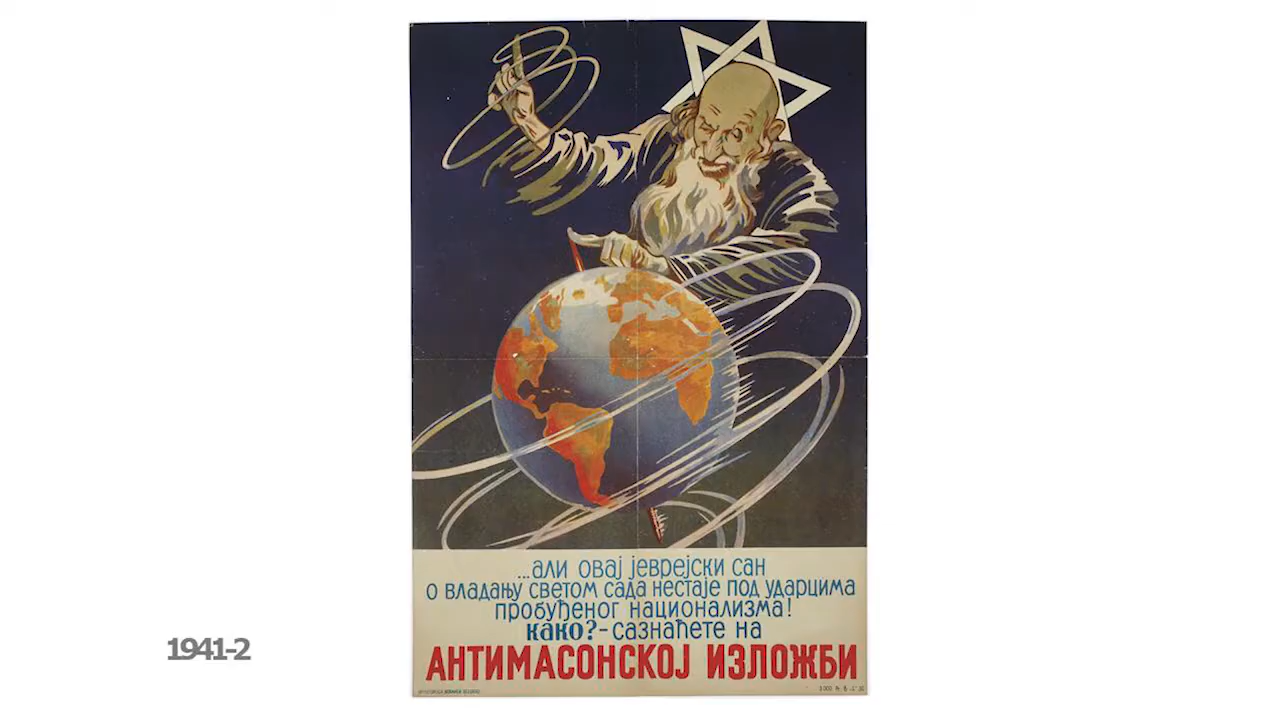 ...али овај јеврејски сан
о владању светом сада нестаје под ударцима
пробуђеног национализма!
како?-сазнаћете на
АНТИМАСОНСКОЈ ИЗЛОЖБИ
1941-2